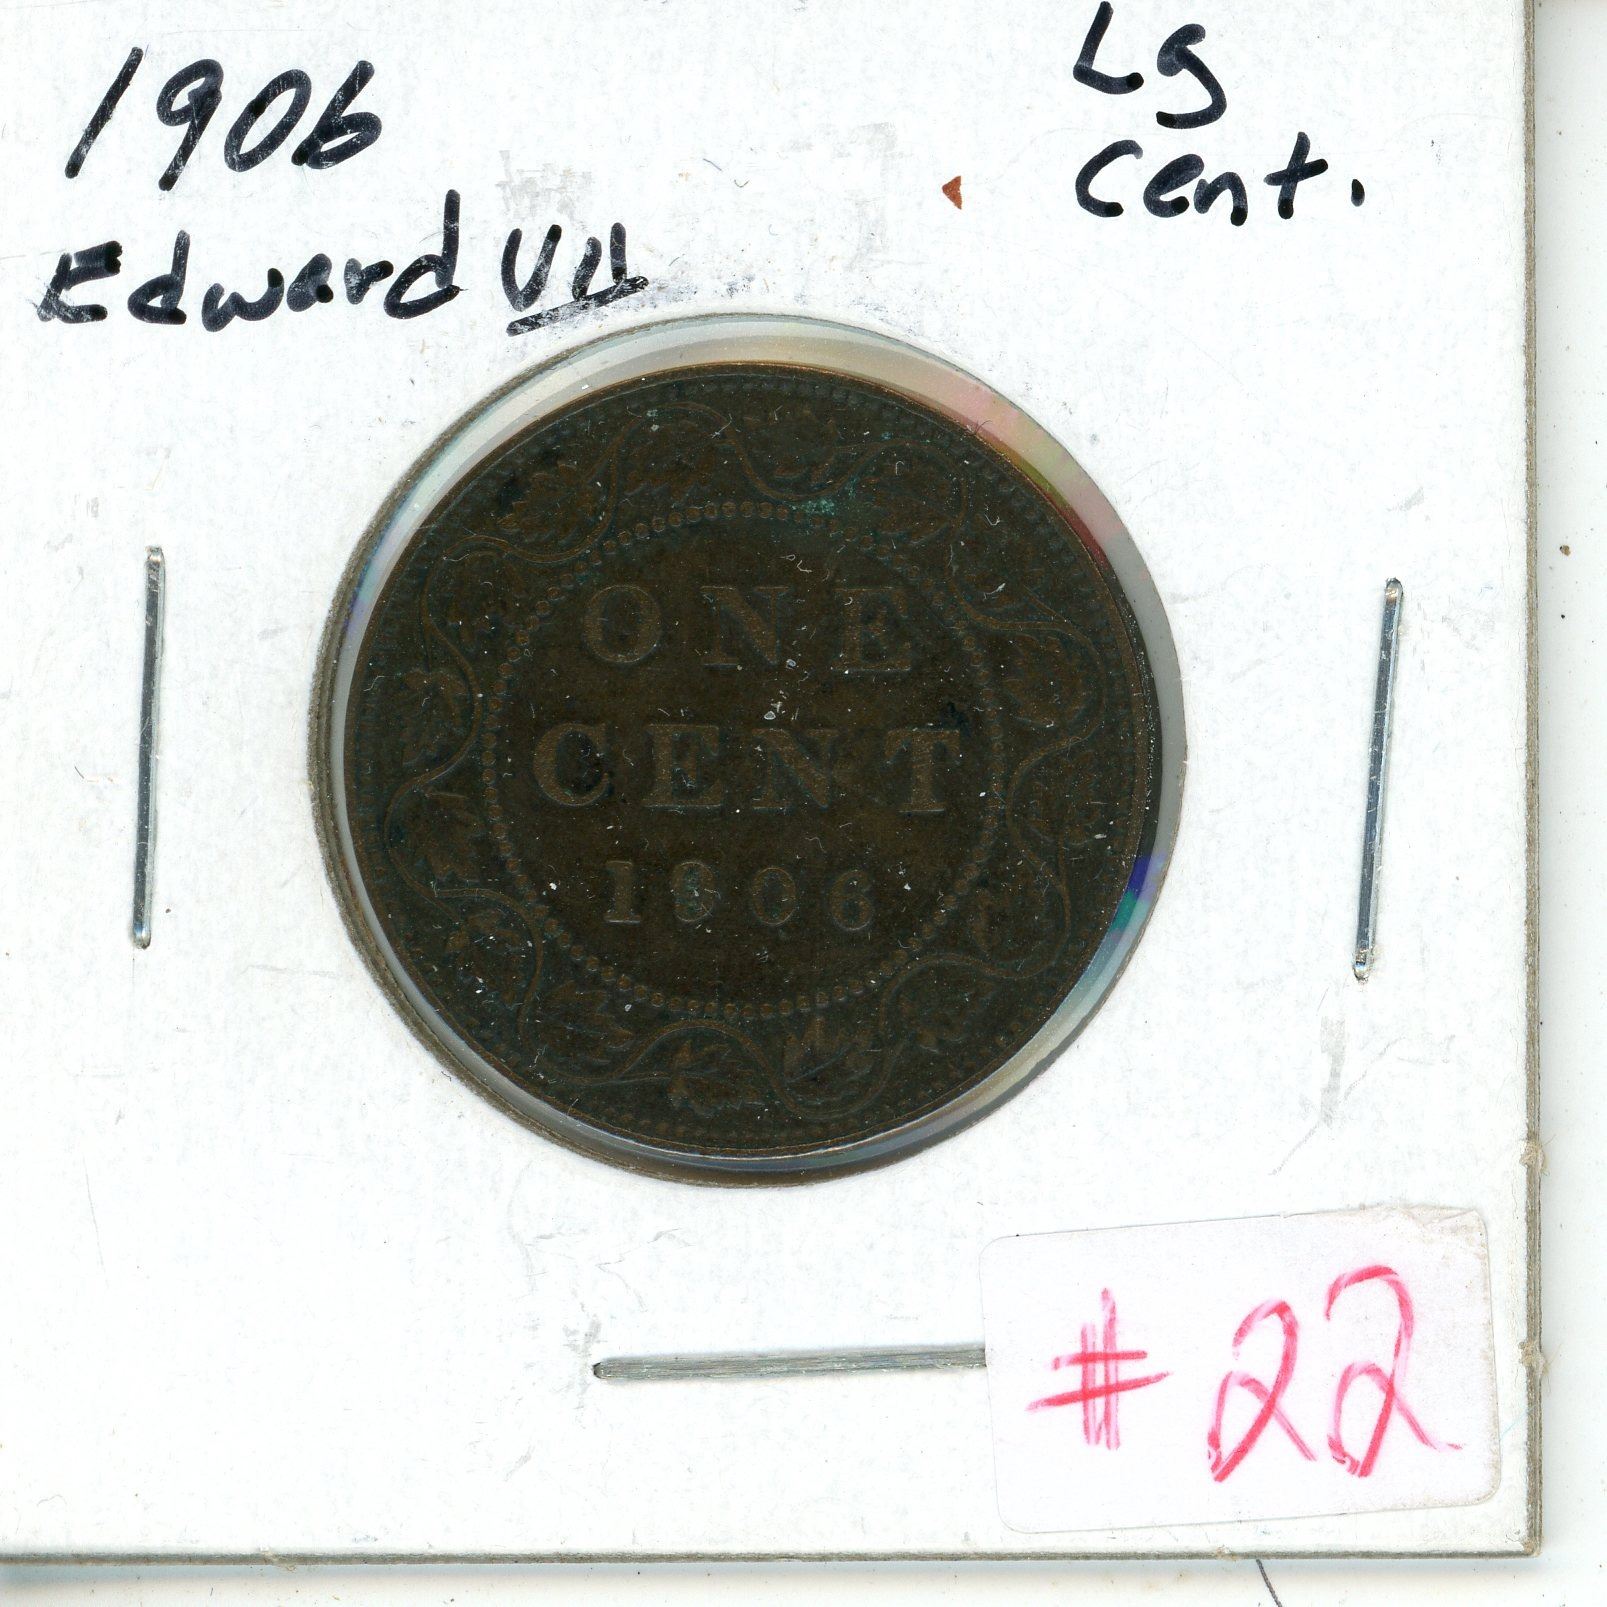 1906
Edward VII
Lg
Cent.
ONE
CENT
1906
#22